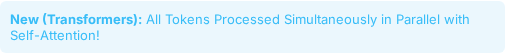 New (Transformers): All Tokens Processed Simultaneously in Parallel with
Self-Attention!